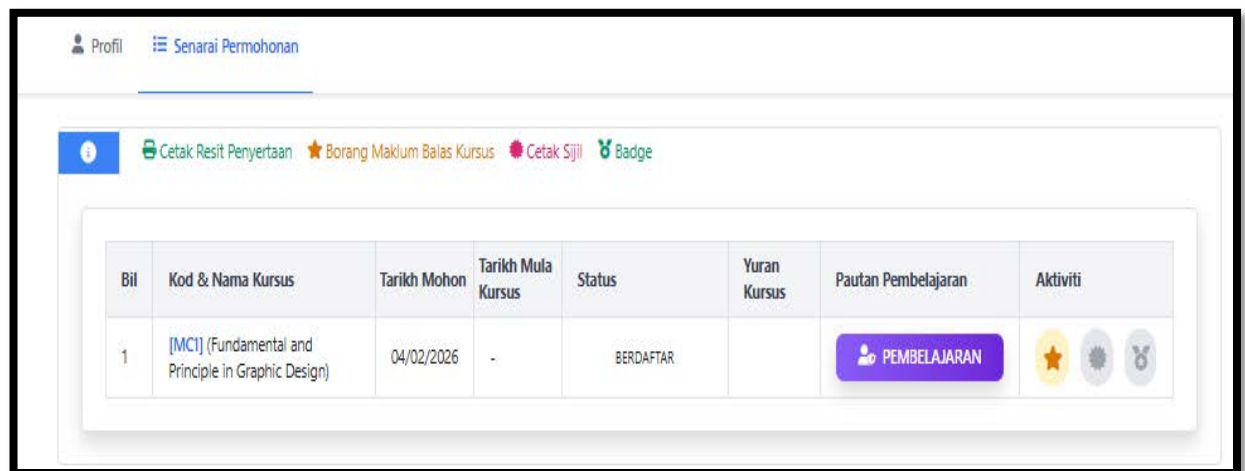 Profil Senarai Permohonan
Cetak Resit Penyertaan Borang Maklum Balas Kursus Cetak Sijil Badge
Bil Kod & Nama Kursus Tarikh Mohon Tarikh Mula Kursus Status Yuran Kursus Pautan Pembelajaran Aktiviti
1 [MC1] (Fundamental and Principle in Graphic Design) 04/02/2026 - BERDAFTAR PEMBELAJARAN